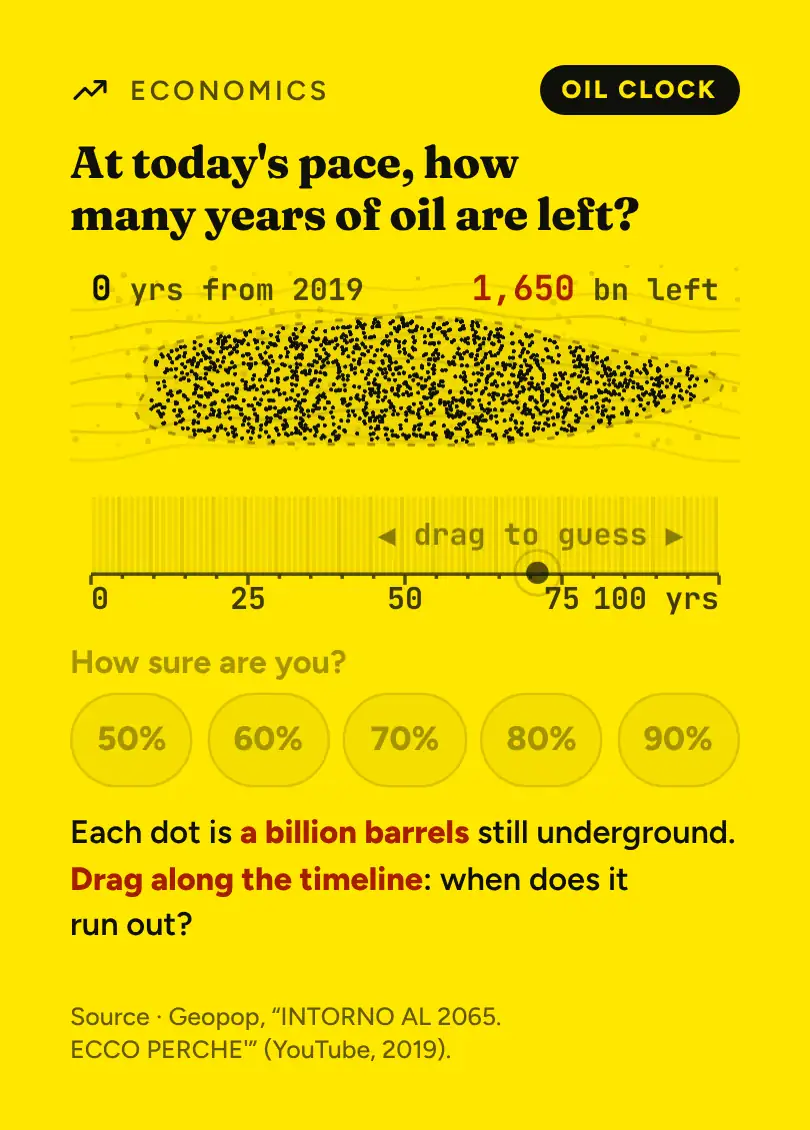 ECONOMICS
OIL CLOCK
At today's pace, how
many years of oil are left?
0 yrs from 2019
1,650 bn left
◀ drag to guess ▶
0 25 50 75 100 yrs
How sure are you?
50% 60% 70% 80% 90%
Each dot is a billion barrels still underground.
Drag along the timeline: when does it
run out?
Source · Geopop, “INTORNO AL 2065.
ECCO PERCHE'” (YouTube, 2019).